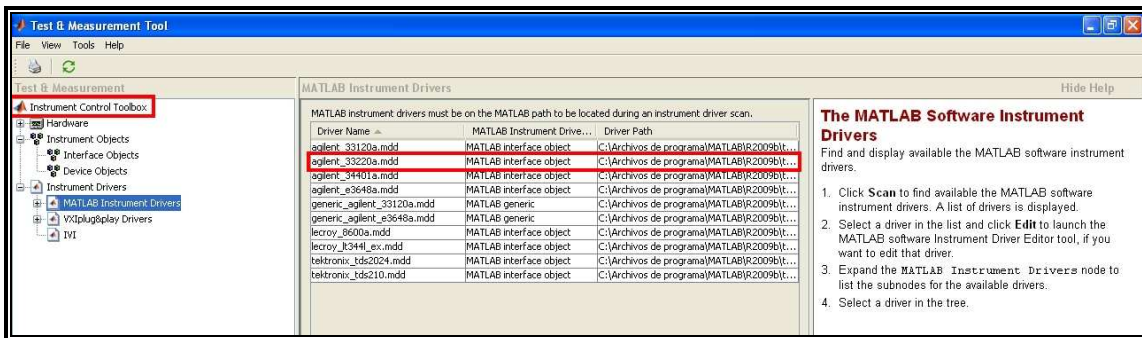 Test & Measurement Tool
File View Tools Help
Test & Measurement
Instrument Control Toolbox
Hardware
Instrument Objects
Interface Objects
Device Objects
Instrument Drivers
MATLAB Instrument Drivers
VXIplug&play Drivers
IVI
MATLAB Instrument Drivers
MATLAB instrument drivers must be on the MATLAB path to be located during an instrument driver scan.
Driver Name MATLAB Instrument Drive... Driver Path
agilent_33120a.mdd MATLAB interface object C:\Archivos de programa\MATLAB\R2009b\t...
agilent_33220a.mdd MATLAB interface object C:\Archivos de programa\MATLAB\R2009b\t...
agilent_34401a.mdd MATLAB interface object C:\Archivos de programa\MATLAB\R2009b\t...
agilent_e3648a.mdd MATLAB interface object C:\Archivos de programa\MATLAB\R2009b\t...
generic_agilent_33120a.mdd MATLAB generic C:\Archivos de programa\MATLAB\R2009b\t...
generic_agilent_e3648a.mdd MATLAB generic C:\Archivos de programa\MATLAB\R2009b\t...
lecroy_8600a.mdd MATLAB interface object C:\Archivos de programa\MATLAB\R2009b\t...
lecroy_lt344l_ex.mdd MATLAB interface object C:\Archivos de programa\MATLAB\R2009b\t...
tektronix_tds2024.mdd MATLAB interface object C:\Archivos de programa\MATLAB\R2009b\t...
tektronix_tds210.mdd MATLAB interface object C:\Archivos de programa\MATLAB\R2009b\t...
Hide Help
The MATLAB Software Instrument
Drivers
Find and display available the MATLAB software instrument
drivers.
1. Click Scan to find available the MATLAB software
instrument drivers. A list of drivers is displayed.
2. Select a driver in the list and click Edit to launch the
MATLAB software Instrument Driver Editor tool, if you
want to edit that driver.
3. Expand the MATLAB Instrument Drivers node to
list the subnodes for the available drivers.
4. Select a driver in the tree.